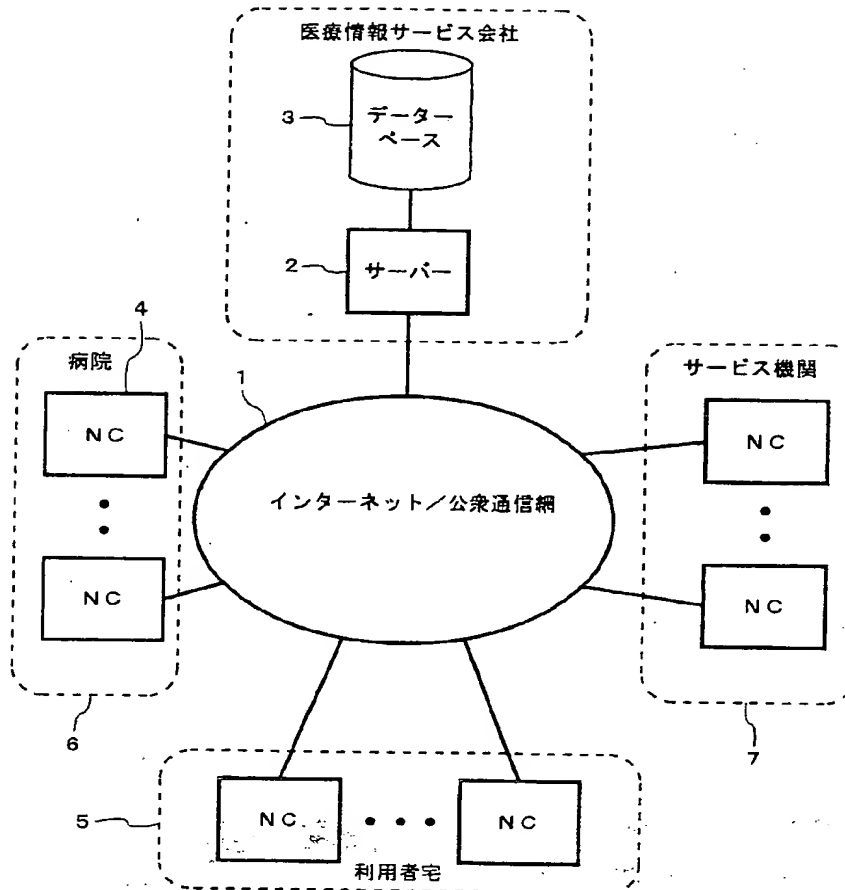 医療情報サービス会社
3
データー
ベース
2
サーバー
4
病院
1
サービス機関
NC
NC
インターネット／公衆通信網
NC
NC
6
7
5
NC
NC
利用者宅